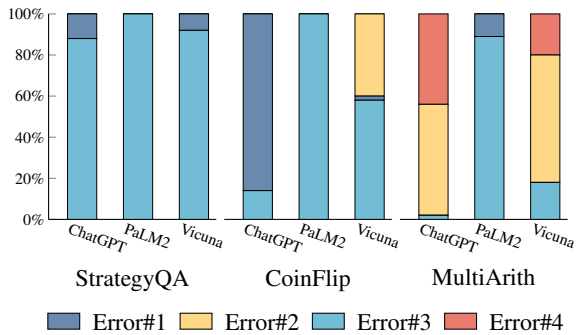 100%
80%
60%
40%
20%
0%
ChatGPT PaLM2 Vicuna ChatGPT PaLM2 Vicuna ChatGPT PaLM2 Vicuna
StrategyQA CoinFlip MultiArith
Error#1 Error#2 Error#3 Error#4